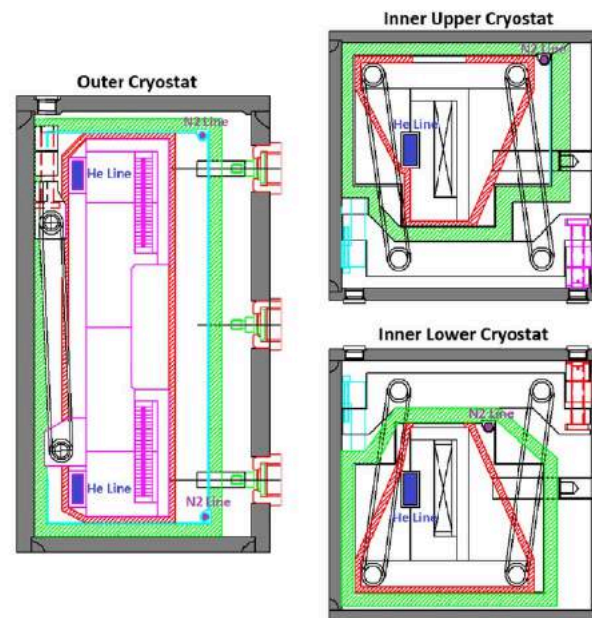 Outer Cryostat
N2 Line
He Line
He Line
N2 Line
Inner Upper Cryostat
N2 Line
He Line
Inner Lower Cryostat
N2 Line
He Line